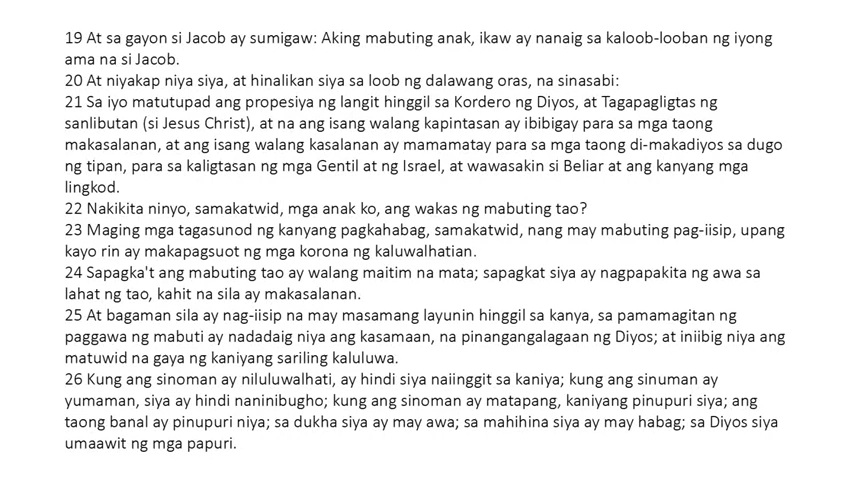 19 At sa gayon si Jacob ay sumigaw: Aking mabuting anak, ikaw ay nanaig sa kaloob-looban ng iyong
ama na si Jacob.
20 At niyakap niya siya, at hinalikan siya sa loob ng dalawang oras, na sinasabi:
21 Sa iyo matutupad ang propesiya ng langit hinggil sa Kordero ng Diyos, at Tagapagligtas ng
sanlibutan (si Jesus Christ), at na ang isang walang kapintasan ay ibibigay para sa mga taong
makasalanan, at ang isang walang kasalanan ay mamamatay para sa mga taong di-makadiyos sa dugo
ng tipan, para sa kaligtasan ng mga Gentil at ng Israel, at wawasakin si Beliar at ang kanyang mga
lingkod.
22 Nakikita ninyo, samakatwid, mga anak ko, ang wakas ng mabuting tao?
23 Maging mga tagasunod ng kanyang pagkahabag, samakatwid, nang may mabuting pag-iisip, upang
kayo rin ay makapagsuot ng mga korona ng kaluwalhatian.
24 Sapagka't ang mabuting tao ay walang maitim na mata; sapagkat siya ay nagpapakita ng awa sa
lahat ng tao, kahit na sila ay makasalanan.
25 At bagaman sila ay nag-iisip na may masamang layunin hinggil sa kanya, sa pamamagitan ng
paggawa ng mabuti ay nadadaig niya ang kasamaan, na pinangangalagaan ng Diyos; at iniibig niya ang
matuwid na gaya ng kaniyang sariling kaluluwa.
26 Kung ang sinoman ay niluluwalhati, ay hindi siya naiinggit sa kaniya; kung ang sinuman ay
yumaman, siya ay hindi naninibugho; kung ang sinoman ay matapang, kaniyang pinupuri siya; ang
taong banal ay pinupuri niya; sa dukha siya ay may awa; sa mahihina siya ay may habag; sa Diyos siya
umaawit ng mga papuri.